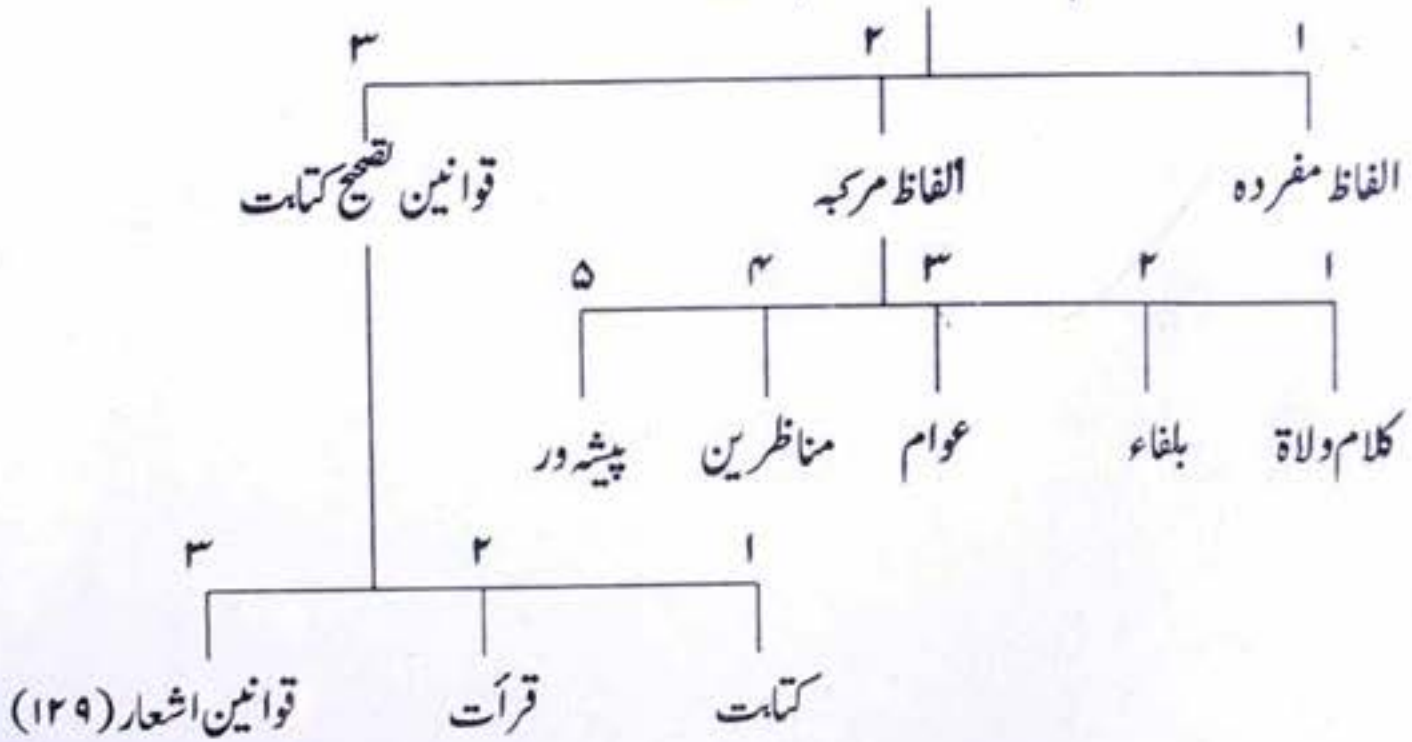 ۱ ۲ ۳
الفاظ مفردہ الفاظ مرکبہ قوانین تصحیح کتابت
۱ ۲ ۳ ۴ ۵
کلام ولاۃ بلغاء عوام مناظرین پیشہ ور
۱ ۲ ۳
کتابت قرأت قوانین اشعار (۱۲۹)